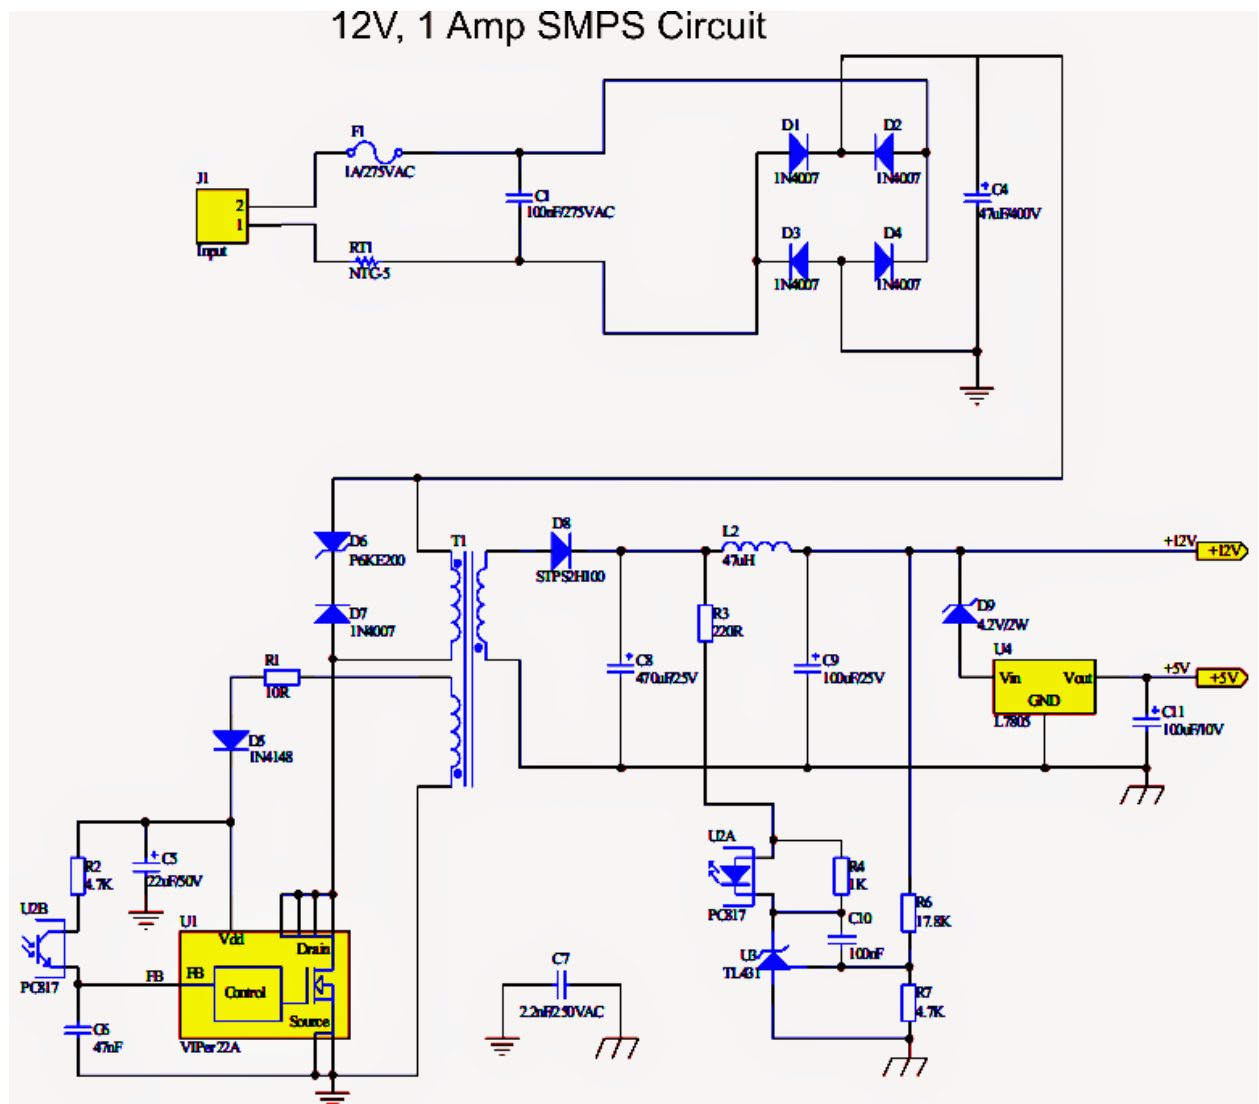 12V, 1 Amp SMPS Circuit
F1
1A/275VAC
J1
2
1
Input
C1
100nF/275VAC
RT1
NTC-5
D1
1N4007
D2
1N4007
D3
1N4007
D4
1N4007
C4
47uF/400V
D6
P6KE200
D7
1N4007
T1
D8
STPS2H100
L2
47uH
+12V
+12V
R3
220R
D9
4.2V/2W
U4
Vin
Vout
GND
L7805
+5V
+5V
C8
470uF/25V
C9
100uF/25V
C11
100uF/10V
R1
10R
D5
1N4148
R2
4.7K
C5
22uF/50V
U2B
PC817
U1
Vdd
Drain
FB
FB
Control
Source
VIPer22A
C6
47nF
C7
2.2nF/250VAC
U2A
PC817
R4
1K
C10
100nF
U3
TL431
R6
17.8K
R7
4.7K